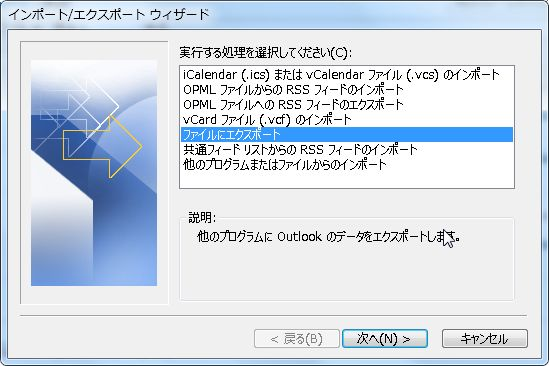 インポート/エクスポート ウィザード
実行する処理を選択してください(C):
iCalendar (.ics) または vCalendar ファイル (.vcs) のインポート
OPML ファイルからの RSS フィードのインポート
OPML ファイルへの RSS フィードのエクスポート
vCard ファイル (.vcf) のインポート
ファイルにエクスポート
共通フィード リストからの RSS フィードのインポート
他のプログラムまたはファイルからのインポート
説明:
他のプログラムに Outlook のデータをエクスポートします。
< 戻る(B)
次へ(N) >
キャンセル